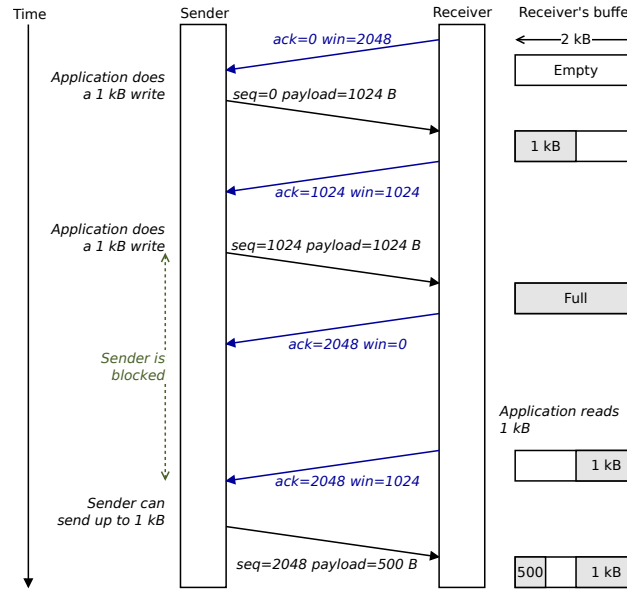 Time
Sender
Receiver
Receiver's buffe
2 kB
ack=0 win=2048
Empty
Application does
a 1 kB write
seq=0 payload=1024 B
1 kB
ack=1024 win=1024
Application does
a 1 kB write
seq=1024 payload=1024 B
Full
ack=2048 win=0
Sender is
blocked
Application reads
1 kB
1 kB
ack=2048 win=1024
Sender can
send up to 1 kB
seq=2048 payload=500 B
500
1 kB